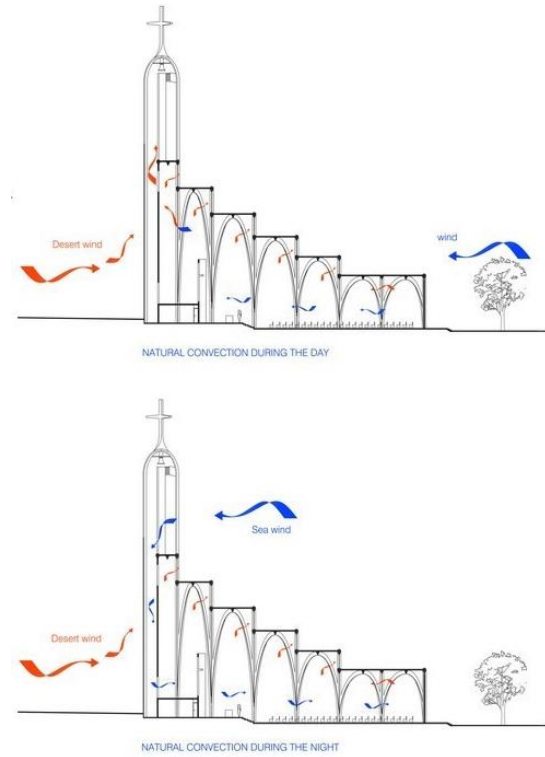 Desert wind
wind
NATURAL CONVECTION DURING THE DAY
Sea wind
Desert wind
NATURAL CONVECTION DURING THE NIGHT